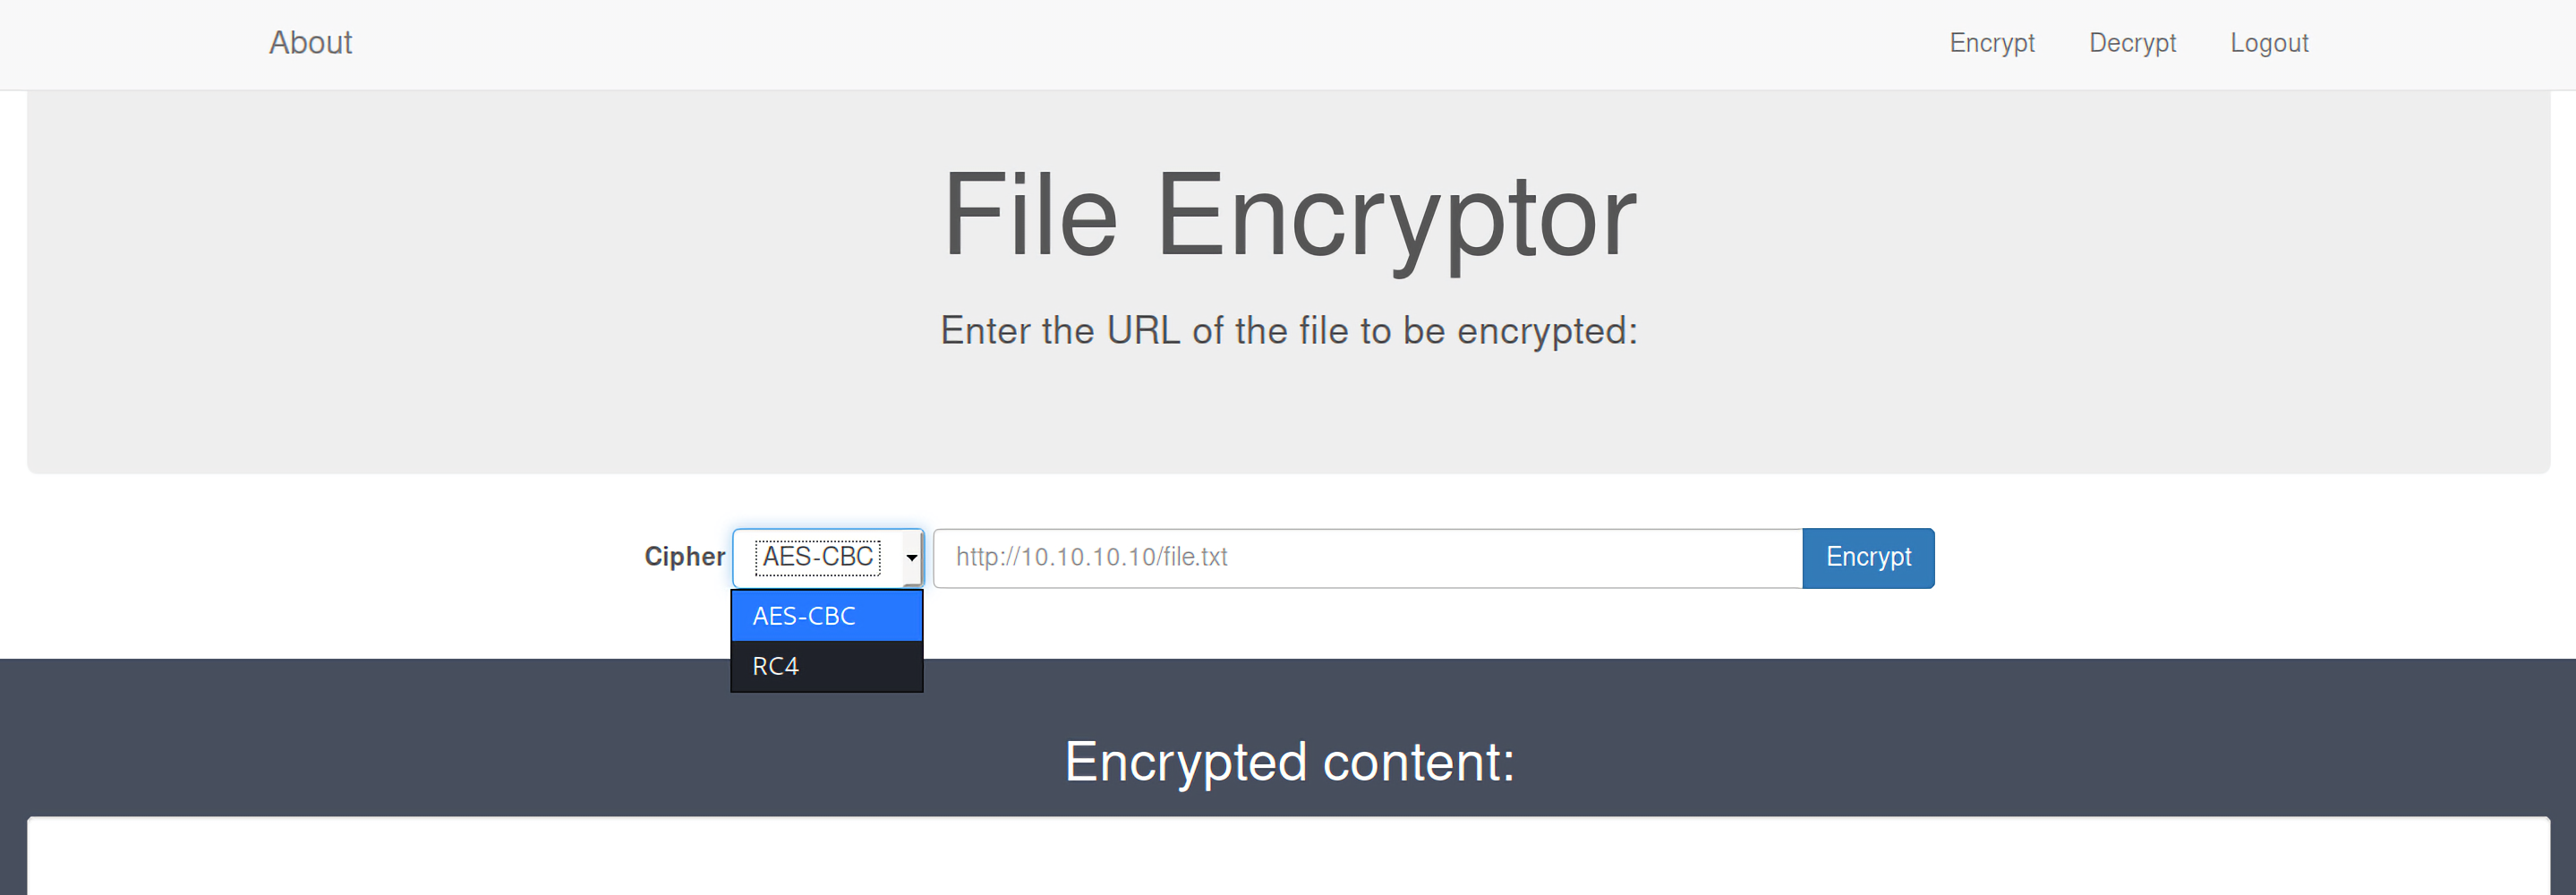 About Encrypt Decrypt Logout
File Encryptor
Enter the URL of the file to be encrypted:
Cipher AES-CBC http://10.10.10.10/file.txt Encrypt
AES-CBC
RC4
Encrypted content: